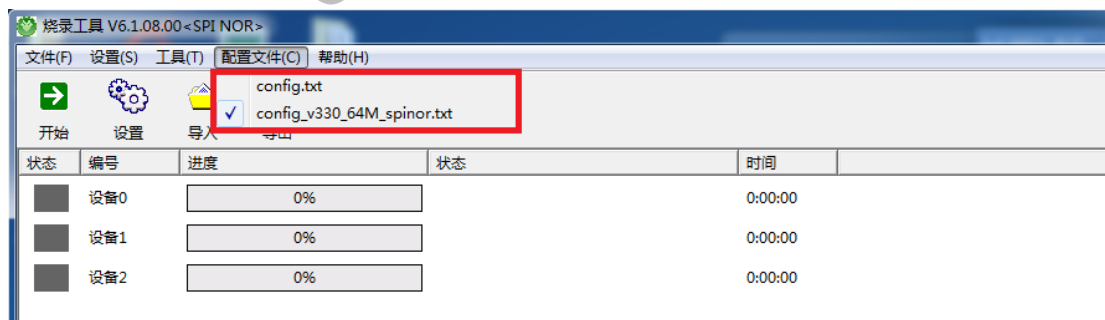 烧录工具 V6.1.08.00<SPI NOR>
文件(F) 设置(S) 工具(T) 配置文件(C) 帮助(H)
config.txt
✓ config_v330_64M_spinor.txt
开始 设置 导入 导出
状态 编号 进度 状态 时间
设备0 0% 0:00:00
设备1 0% 0:00:00
设备2 0% 0:00:00